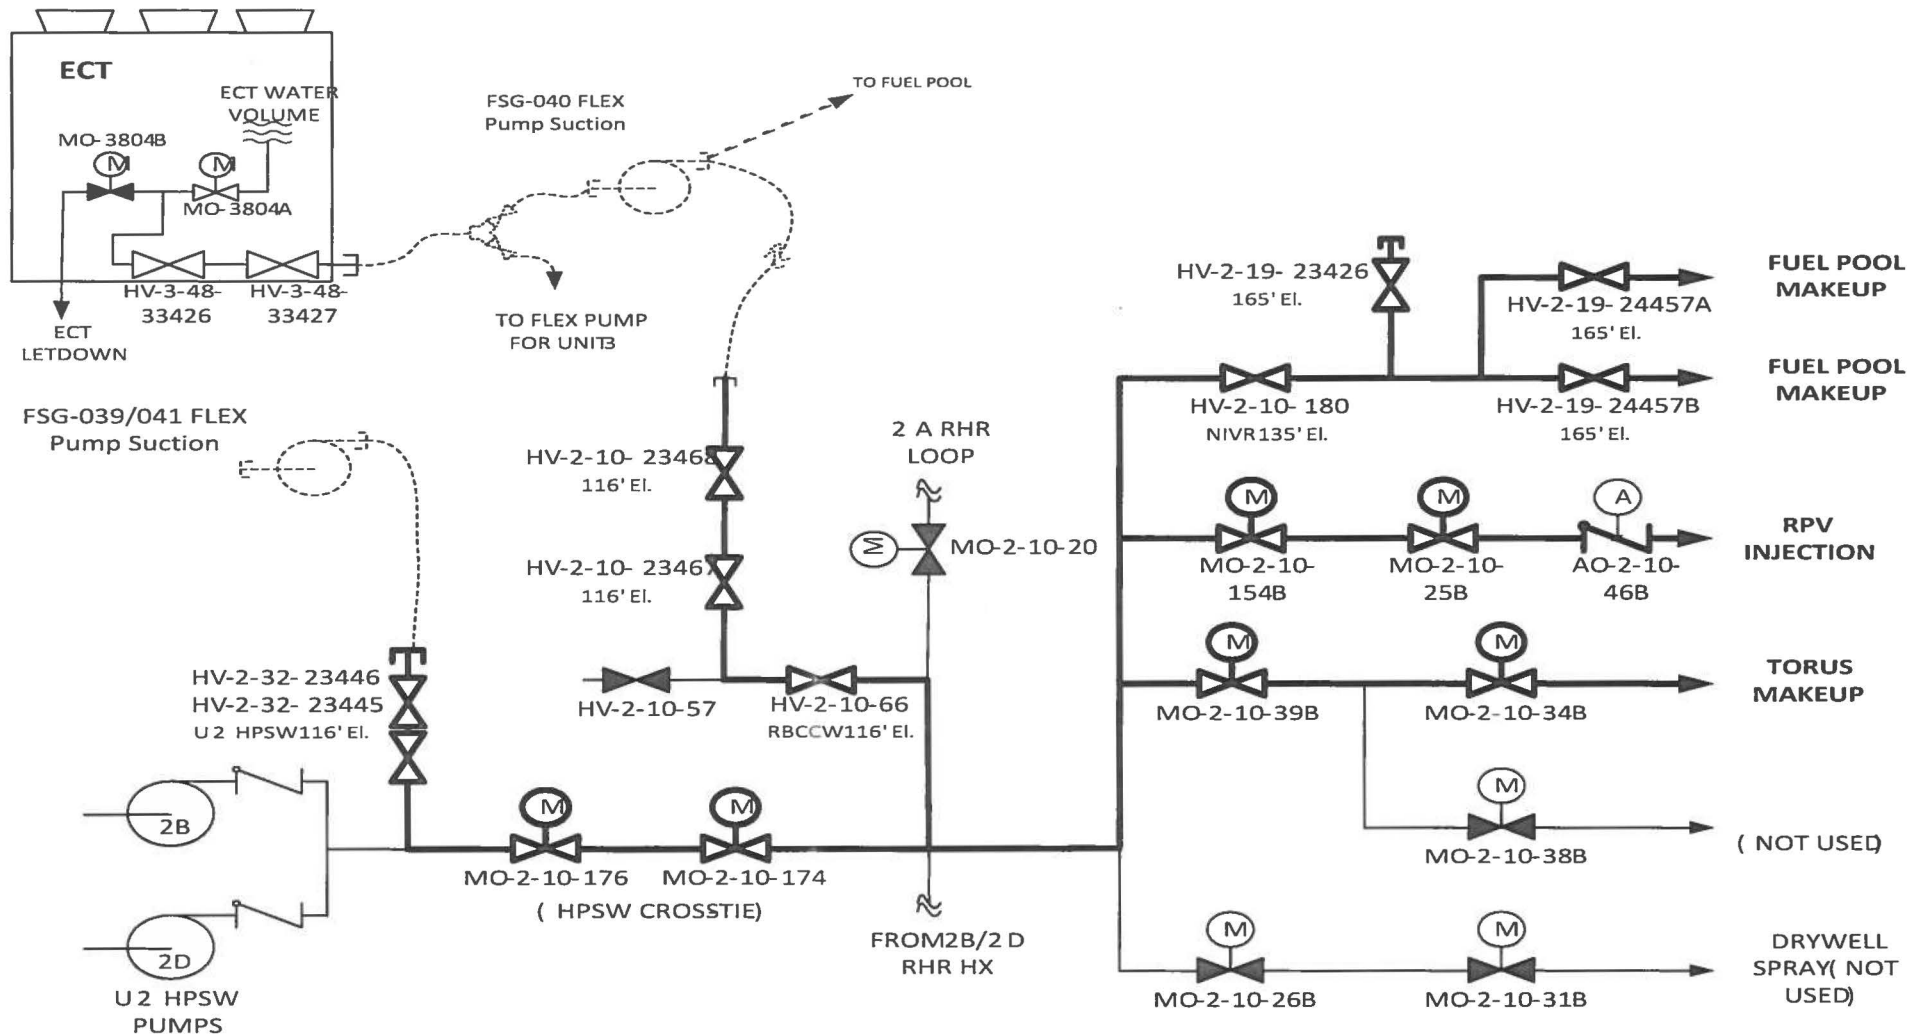 ECT
ECT WATER
VOLUME
MO-3804B
M
M
MO-3804A
HV-3-48-
33426
HV-3-48-
33427
ECT
LETDOWN
FSG-040 FLEX
Pump Suction
TO FUEL POOL
TO FLEX PUMP
FOR UNIT3
FSG-039/041 FLEX
Pump Suction
HV-2-10- 23468
116' El.
HV-2-10- 23467
116' El.
2 A RHR
LOOP
M
MO-2-10-20
HV-2-32- 23446
HV-2-32- 23445
U2 HPSW116' El.
HV-2-10-57
HV-2-10-66
RBCCW116' El.
2B
2D
U2 HPSW
PUMPS
M
M
MO-2-10-176
MO-2-10-174
( HPSW CROSSTIE)
FROM2B/2 D
RHR HX
HV-2-19- 23426
165' El.
HV-2-19- 24457A
165' El.
FUEL POOL
MAKEUP
HV-2-10- 180
NIVR135' El.
HV-2-19- 24457B
165' El.
FUEL POOL
MAKEUP
M
M
A
MO-2-10-
154B
MO-2-10-
25B
AO-2-10-
46B
RPV
INJECTION
M
M
MO-2-10-39B
MO-2-10-34B
TORUS
MAKEUP
M
MO-2-10-38B
( NOT USED)
M
M
MO-2-10-26B
MO-2-10-31B
DRYWELL
SPRAY( NOT
USED)